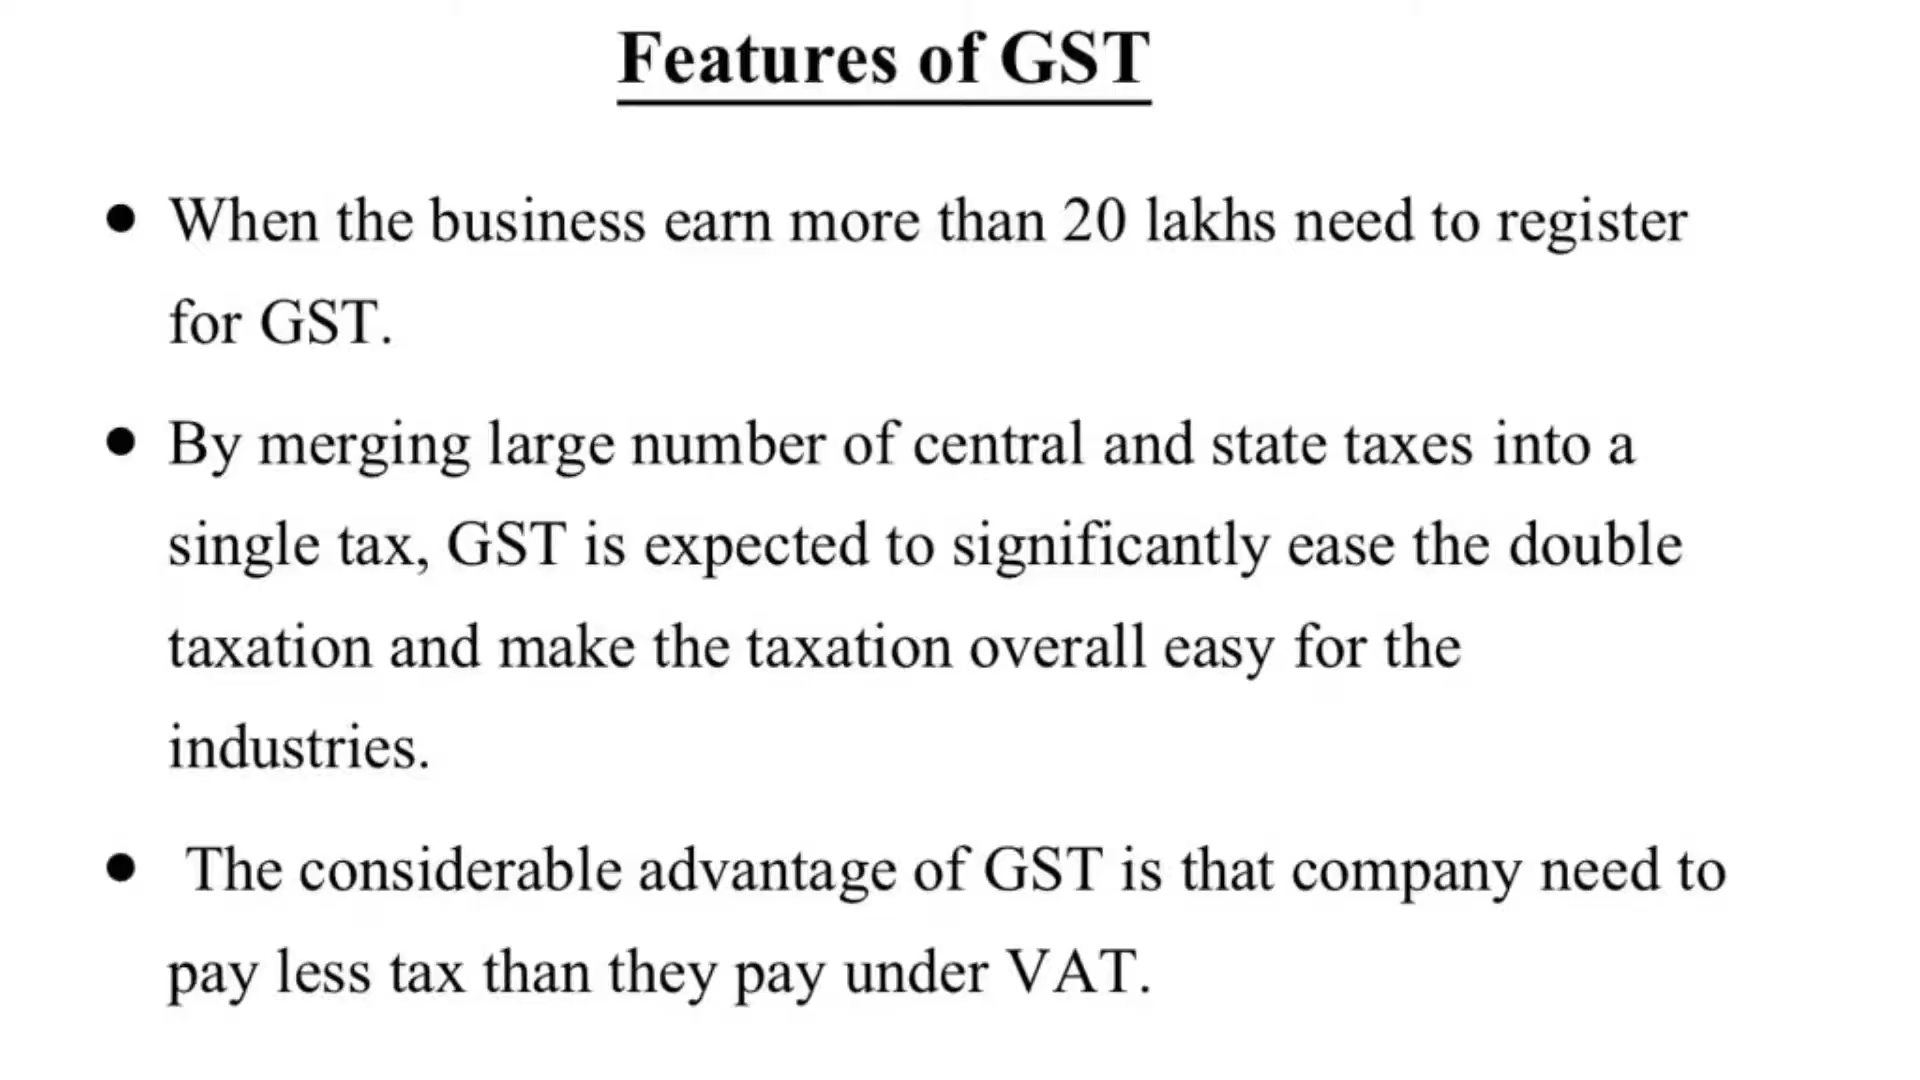 Features of GST
● When the business earn more than 20 lakhs need to register
for GST.
● By merging large number of central and state taxes into a
single tax, GST is expected to significantly ease the double
taxation and make the taxation overall easy for the
industries.
● The considerable advantage of GST is that company need to
pay less tax than they pay under VAT.